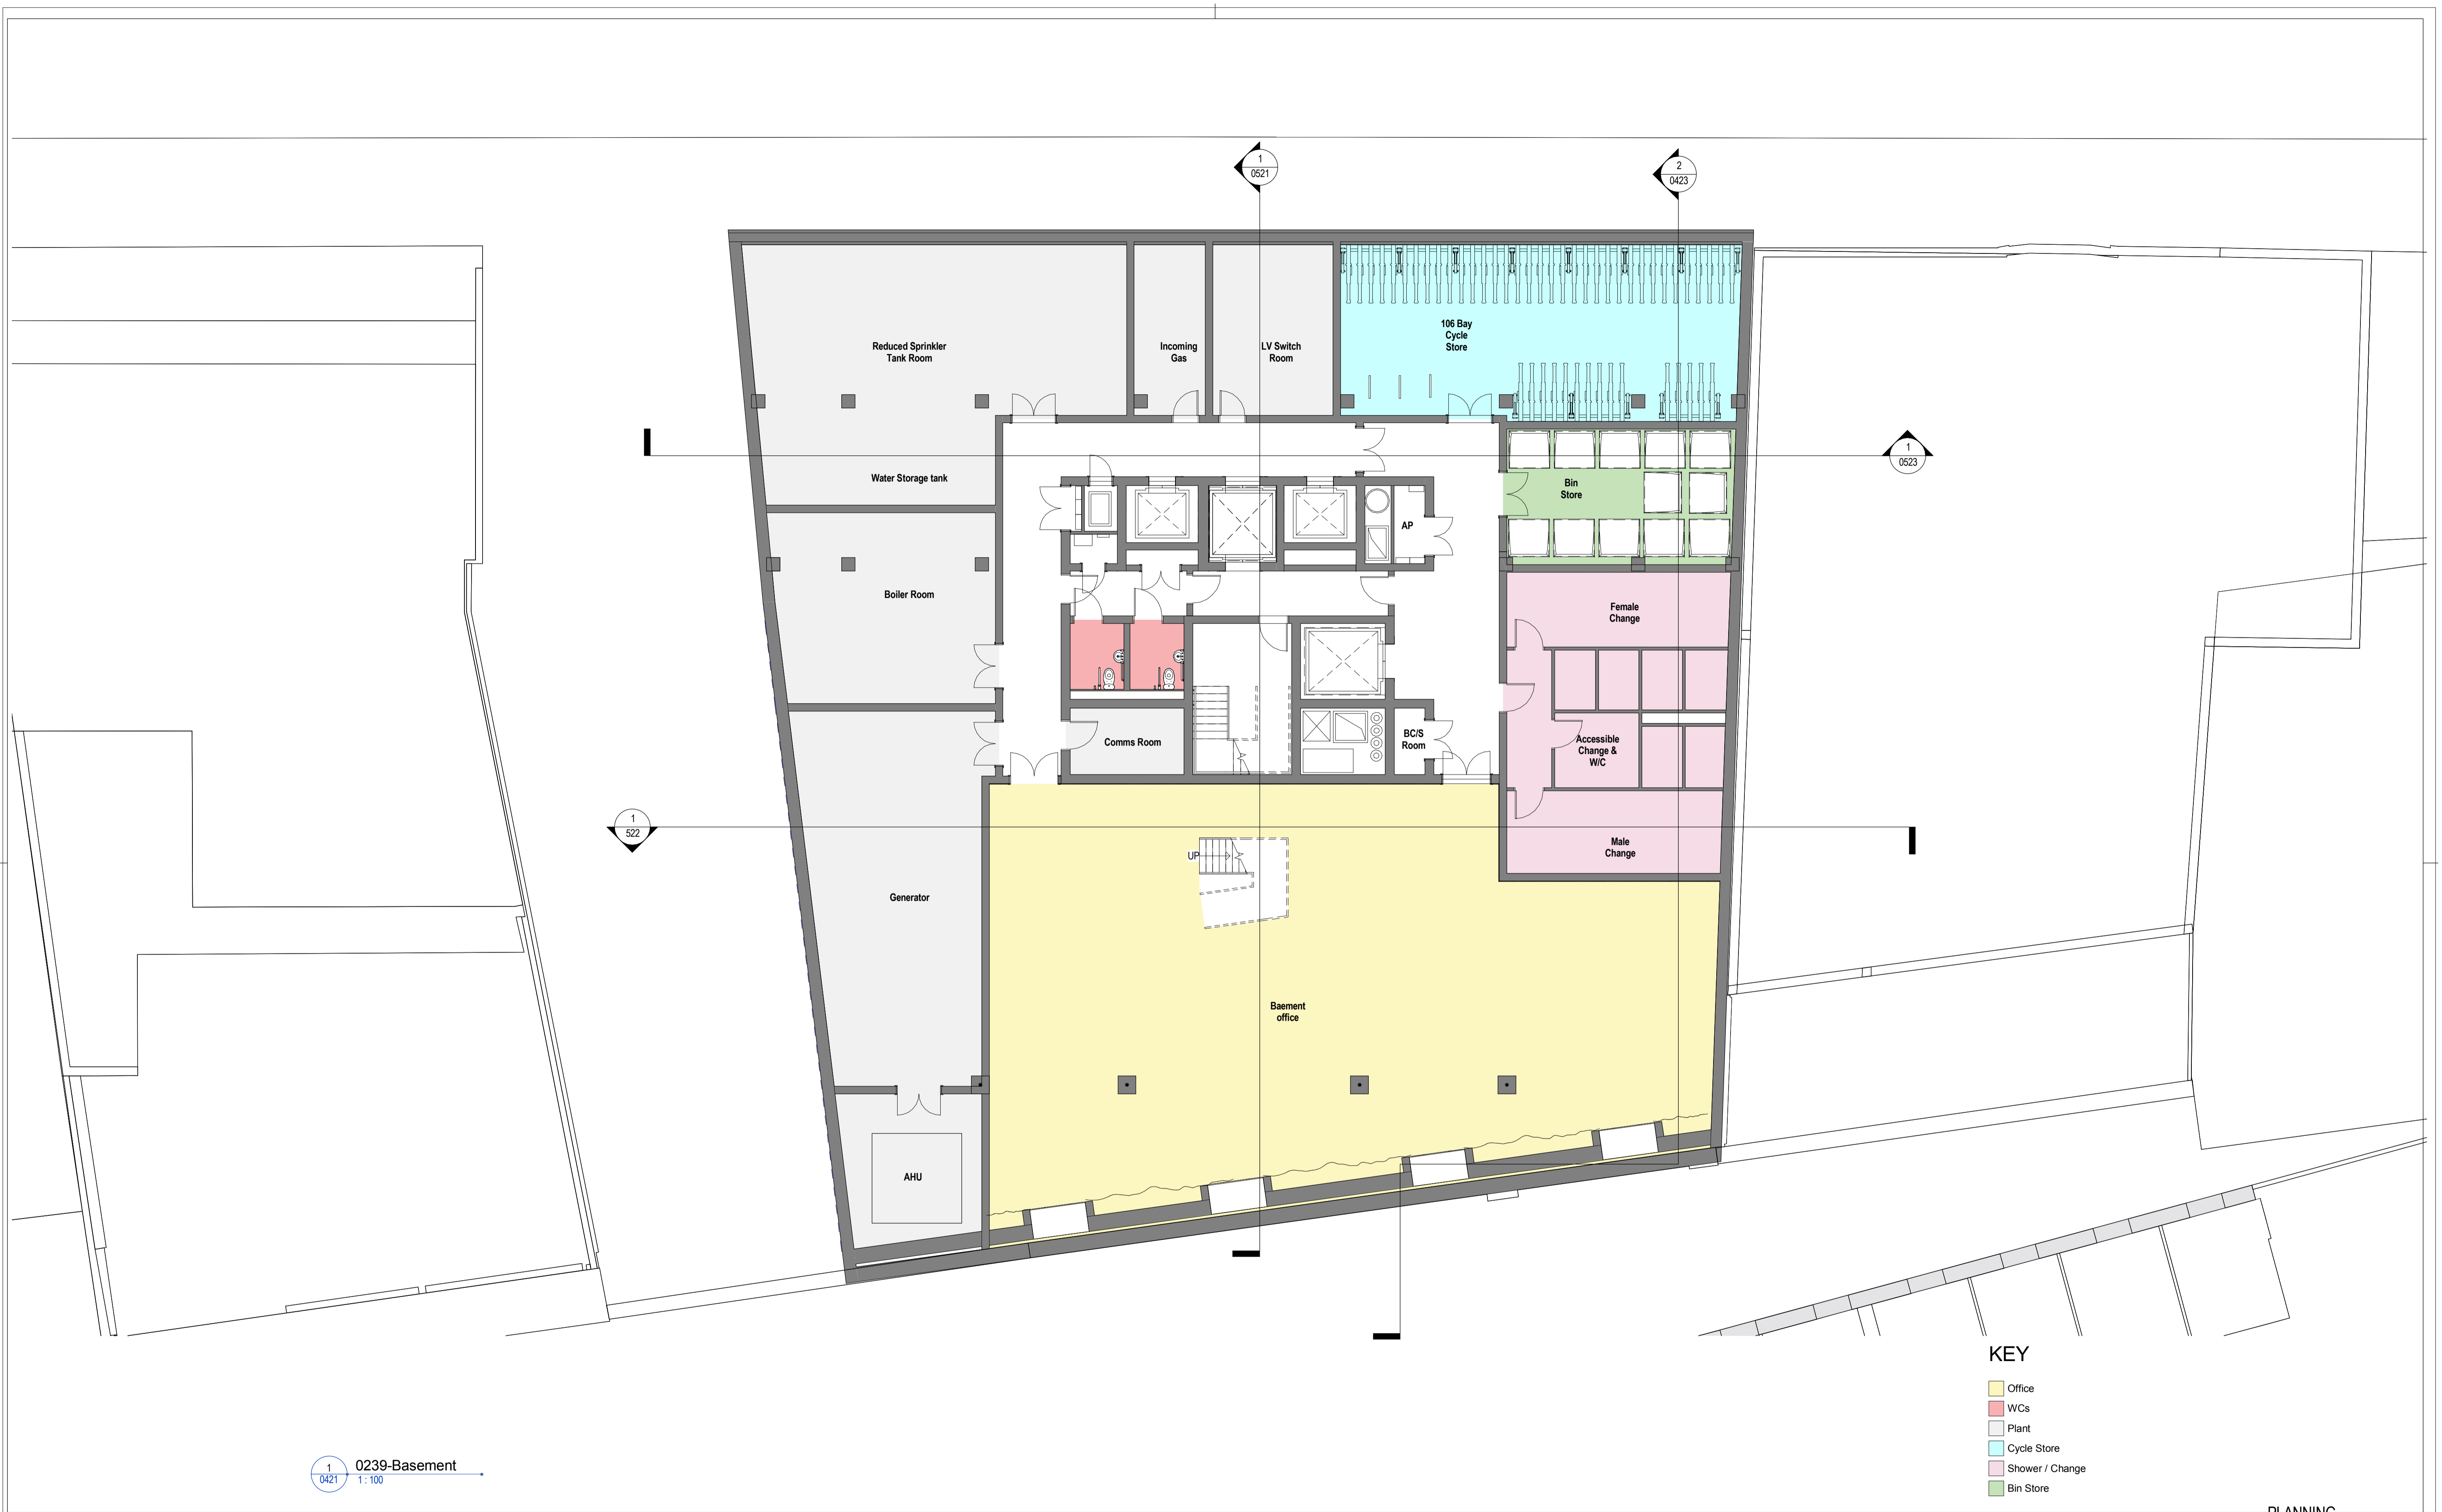 1
0521
2
0423
106 Bay
Cycle
Store
Reduced Sprinkler
Tank Room
Incoming
Gas
LV Switch
Room
1
0523
Water Storage tank
Bin
Store
AP
Boiler Room
Female
Change
Comms Room
BC/S
Room
Accessible
Change &
W/C
1
522
Male
Change
UP
Generator
Baement
office
AHU
KEY
Office
WCs
Plant
Cycle Store
Shower / Change
Bin Store
1
0421
0239-Basement
1 : 100
PLANNING